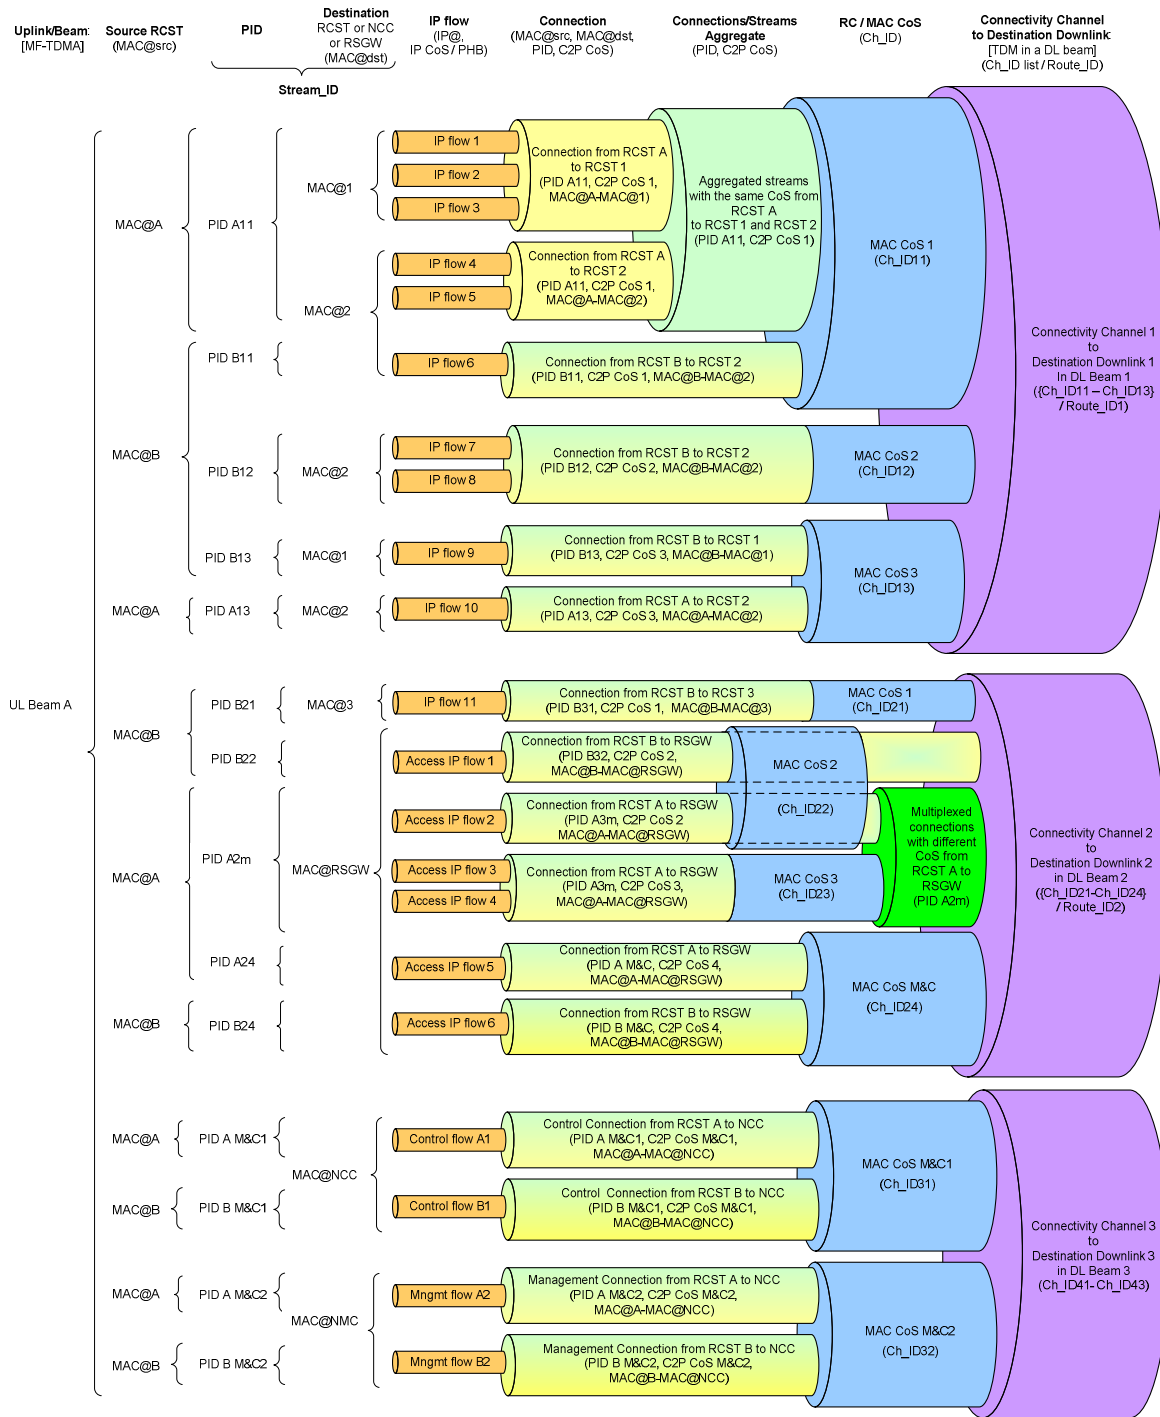 Uplink/Beam:
[MF-TDMA]
Source RCST
(MAC@src)
PID
Destination
RCST or NCC
or RSGW
(MAC@dst)
Stream_ID
IP flow
(IP@,
IP CoS / PHB)
Connection
(MAC@src, MAC@dst,
PID, C2P CoS)
Connections/Streams
Aggregate
(PID, C2P CoS)
RC / MAC CoS
(Ch_ID)
Connectivity Channel
to Destination Downlink
[TDM in a DL beam]
(Ch_ID list / Route_ID)
UL Beam A
MAC@A
PID A11
MAC@1
IP flow 1
IP flow 2
IP flow 3
Connection from RCST A
to RCST 1
(PID A11, C2P CoS 1,
MAC@A-MAC@1)
MAC@2
IP flow 4
IP flow 5
Connection from RCST A
to RCST 2
(PID A11, C2P CoS 1,
MAC@A-MAC@2)
Aggregated streams
with the same CoS from
RCST A
to RCST 1 and RCST 2
(PID A11, C2P CoS 1)
MAC CoS 1
(Ch_ID11)
MAC@B
PID B11
IP flow 6
Connection from RCST B to RCST 2
(PID B11, C2P CoS 1, MAC@B-MAC@2)
PID B12
MAC@2
IP flow 7
IP flow 8
Connection from RCST B to RCST 2
(PID B12, C2P CoS 2, MAC@B-MAC@2)
MAC CoS 2
(Ch_ID12)
PID B13
MAC@1
IP flow 9
Connection from RCST B to RCST 1
(PID B13, C2P CoS 3, MAC@B-MAC@1)
MAC CoS 3
(Ch_ID13)
MAC@A
PID A13
MAC@2
IP flow 10
Connection from RCST A to RCST 2
(PID A13, C2P CoS 3, MAC@A-MAC@2)
Connectivity Channel 1
to
Destination Downlink 1
In DL Beam 1
({Ch_ID11 – Ch_ID13}
/ Route_ID1)
MAC@B
PID B21
MAC@3
IP flow 11
Connection from RCST B to RCST 3
(PID B31, C2P CoS 1, MAC@B-MAC@3)
MAC CoS 1
(Ch_ID21)
PID B22
MAC@RSGW
Access IP flow 1
Connection from RCST B to RSGW
(PID B32, C2P CoS 2,
MAC@B-MAC@RSGW)
MAC CoS 2
(Ch_ID22)
MAC@A
PID A2m
Access IP flow 2
Connection from RCST A to RSGW
(PID A3m, C2P CoS 2
MAC@A-MAC@RSGW)
Access IP flow 3
Access IP flow 4
Connection from RCST A to RSGW
(PID A3m, C2P CoS 3,
MAC@A-MAC@RSGW)
MAC CoS 3
(Ch_ID23)
Multiplexed
connections
with different
CoS from
RCST A to
RSGW
(PID A2m)
PID A24
Access IP flow 5
Connection from RCST A to RSGW
(PID A M&C, C2P CoS 4,
MAC@A-MAC@RSGW)
MAC CoS M&C
(Ch_ID24)
MAC@B
PID B24
Access IP flow 6
Connection from RCST B to RSGW
(PID B M&C, C2P CoS 4,
MAC@B-MAC@RSGW)
Connectivity Channel 2
to
Destination Downlink 2
in DL Beam 2
({Ch_ID21-Ch_ID24}
/ Route_ID2)
MAC@A
PID A M&C1
MAC@NCC
Control flow A1
Control Connection from RCST A to NCC
(PID A M&C1, C2P CoS M&C1,
MAC@A-MAC@NCC)
MAC CoS M&C1
(Ch_ID31)
MAC@B
PID B M&C1
Control flow B1
Control Connection from RCST B to NCC
(PID B M&C1, C2P CoS M&C1,
MAC@B-MAC@NCC)
MAC@A
PID A M&C2
MAC@NMC
Mngmt flow A2
Management Connection from RCST A to NCC
(PID A M&C2, C2P CoS M&C2,
MAC@A-MAC@NCC)
MAC CoS M&C2
(Ch_ID32)
MAC@B
PID B M&C2
Mngmt flow B2
Management Connection from RCST B to NCC
(PID B M&C2, C2P CoS M&C2,
MAC@B-MAC@NCC)
Connectivity Channel 3
to
Destination Downlink 3
in DL Beam 3
(Ch_ID41- Ch_ID43)